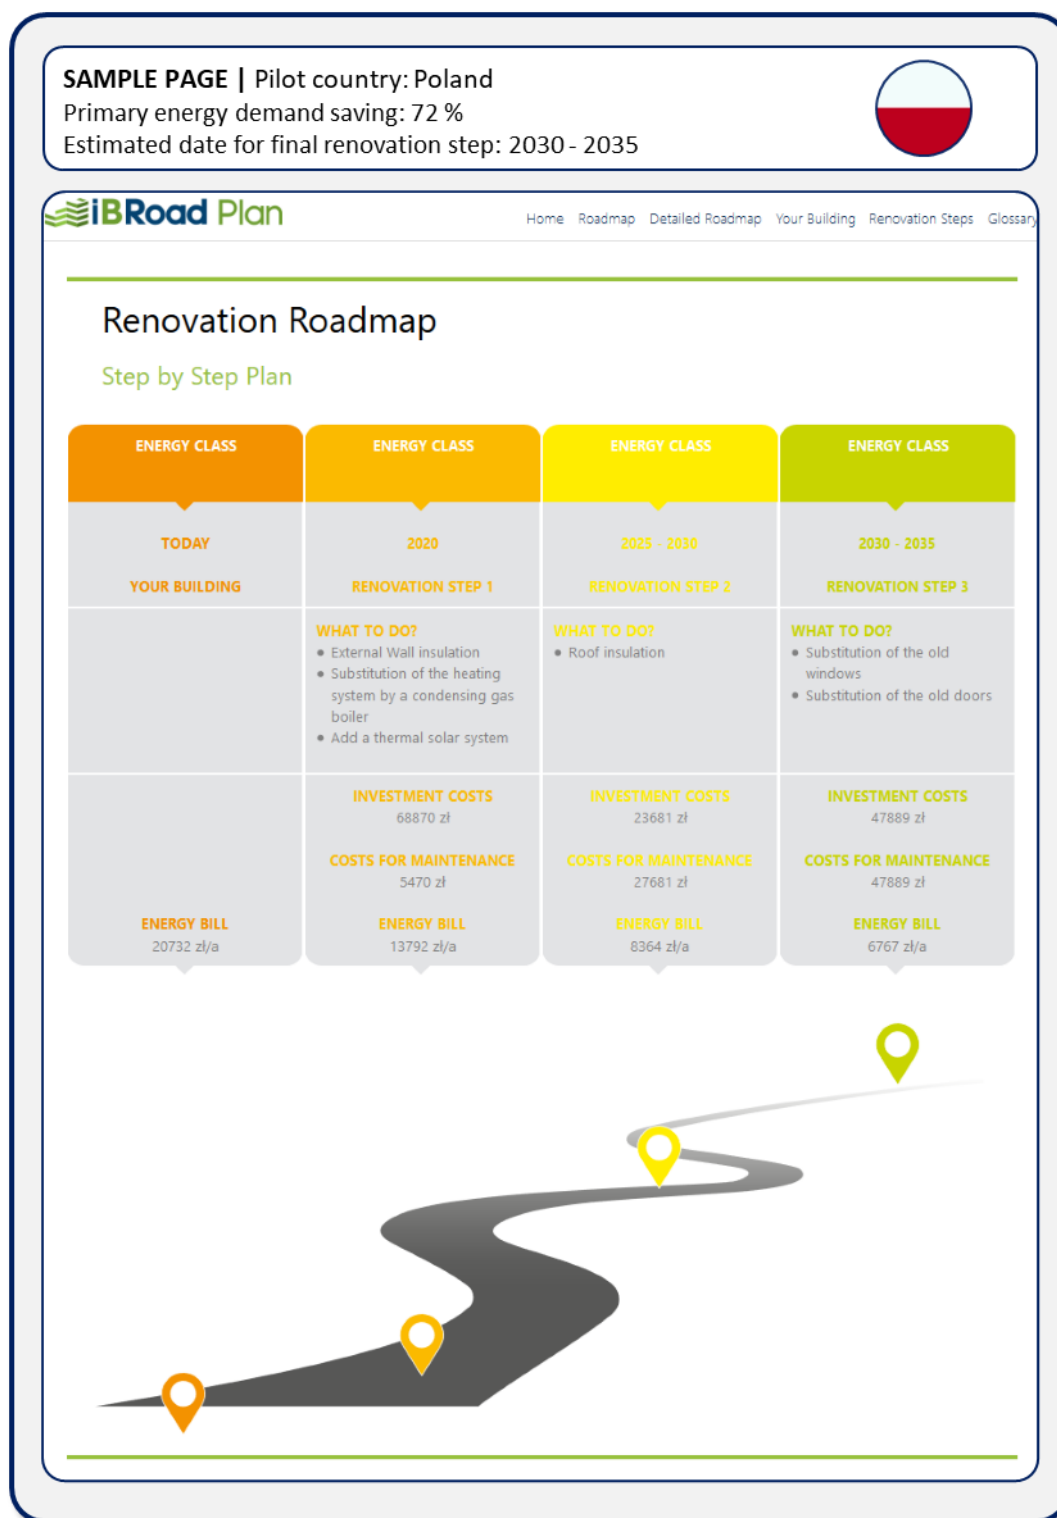 SAMPLE PAGE | Pilot country: Poland
Primary energy demand saving: 72 %
Estimated date for final renovation step: 2030 - 2035
iBRoad Plan
Home Roadmap Detailed Roadmap Your Building Renovation Steps Glossary
Renovation Roadmap
Step by Step Plan
ENERGY CLASS
TODAY
YOUR BUILDING
ENERGY BILL
20732 zł/a
ENERGY CLASS
2020
RENOVATION STEP 1
WHAT TO DO?
• External Wall insulation
• Substitution of the heating
system by a condensing gas
boiler
• Add a thermal solar system
INVESTMENT COSTS
68870 zł
COSTS FOR MAINTENANCE
5470 zł
ENERGY BILL
13792 zł/a
ENERGY CLASS
2025 - 2030
RENOVATION STEP 2
WHAT TO DO?
• Roof insulation
INVESTMENT COSTS
23681 zł
COSTS FOR MAINTENANCE
27681 zł
ENERGY BILL
8364 zł/a
ENERGY CLASS
2030 - 2035
RENOVATION STEP 3
WHAT TO DO?
• Substitution of the old
windows
• Substitution of the old doors
INVESTMENT COSTS
47889 zł
COSTS FOR MAINTENANCE
47889 zł
ENERGY BILL
6767 zł/a